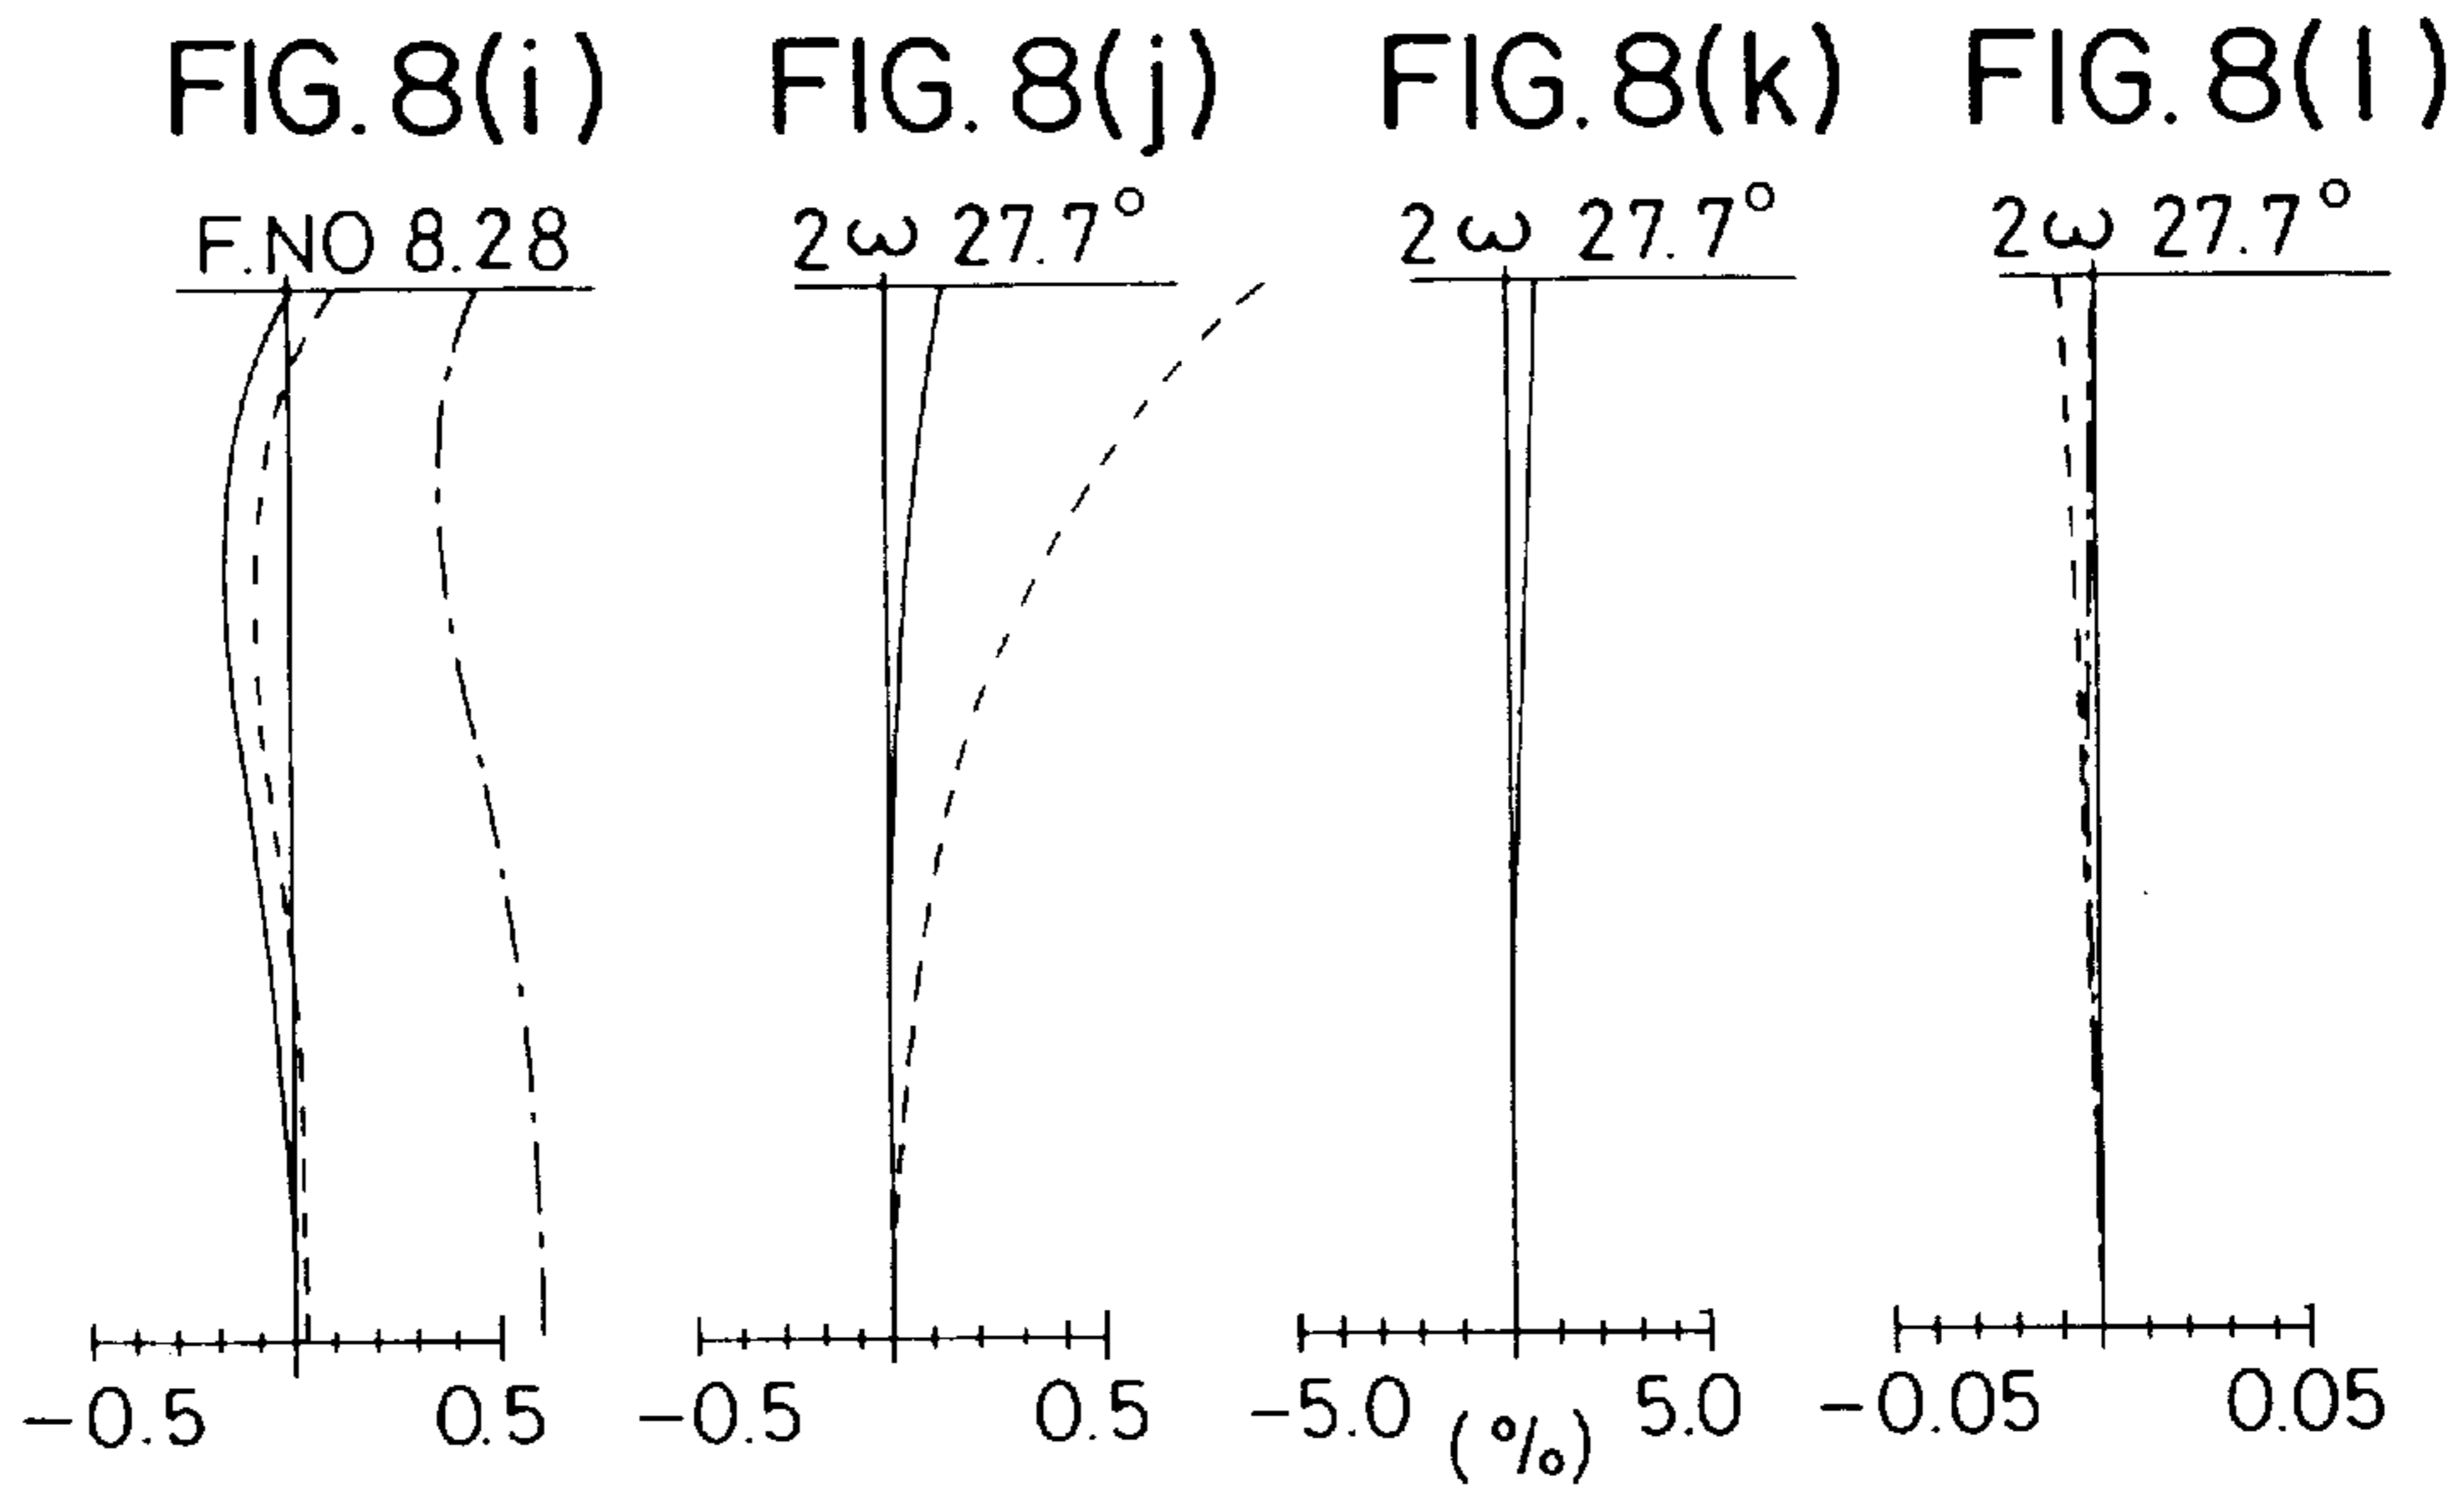 FIG.8(i) FIG.8(j) FIG.8(k) FIG.8(l)
F.NO 8.28 2ω 27.7° 2ω 27.7° 2ω 27.7°
-0.5 0.5 -0.5 0.5 -5.0 5.0 -0.05 0.05
(%)